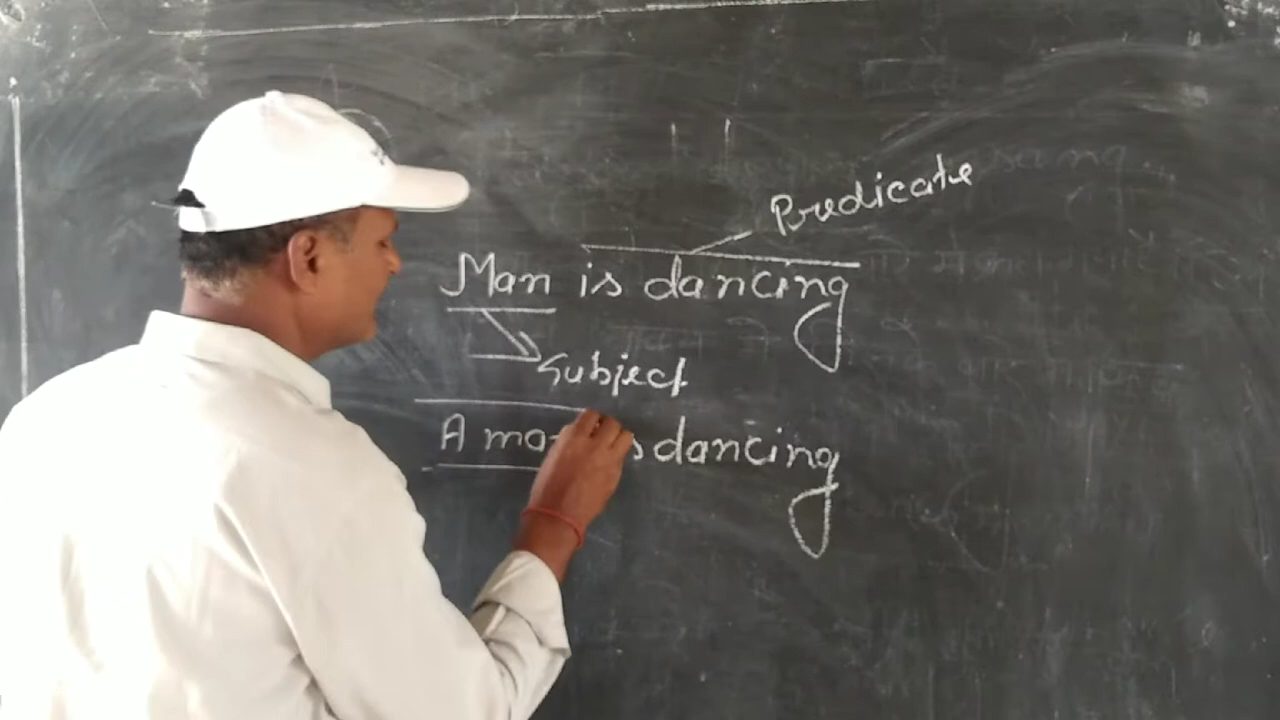 Predicate
Man is dancing
Subject
A man is dancing